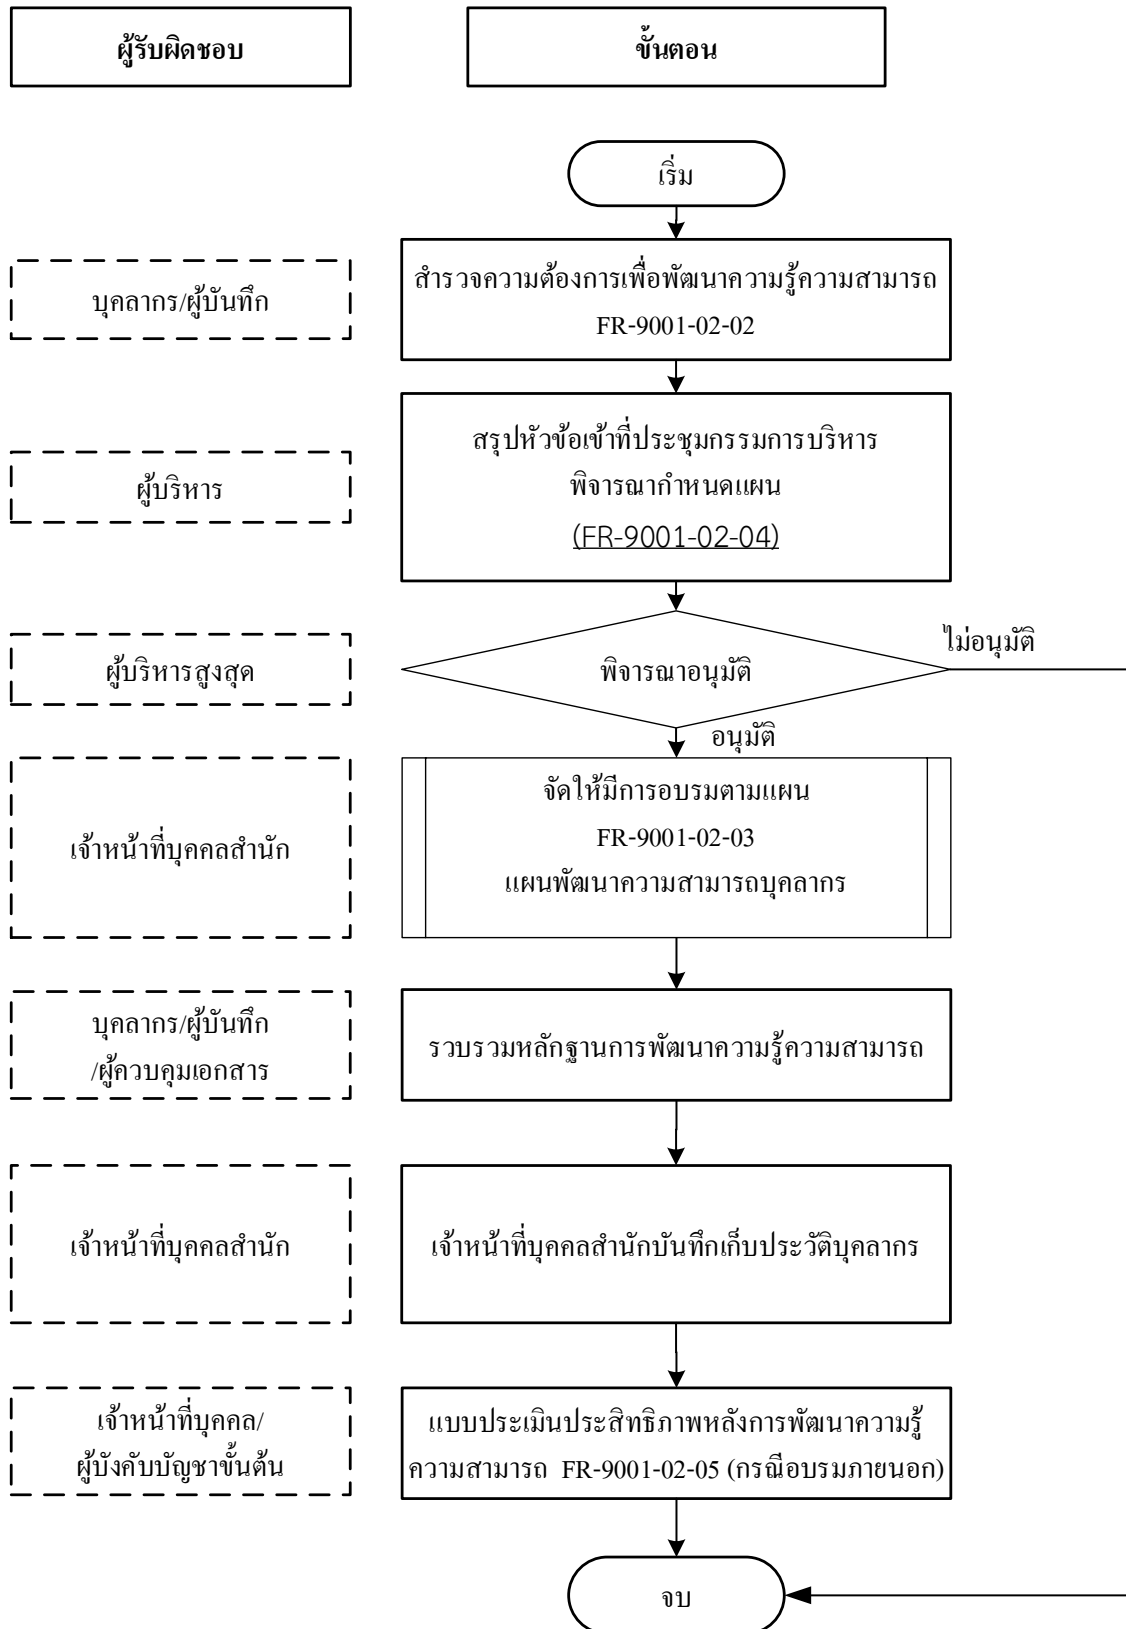 ผู้รับผิดชอบ
ขั้นตอน
เริ่ม
บุคลากร/ผู้บันทึก
สำรวจความต้องการเพื่อพัฒนาความรู้ความสามารถ
FR-9001-02-02
ผู้บริหาร
สรุปหัวข้อเข้าที่ประชุมกรรมการบริหาร
พิจารณากำหนดแผน
(FR-9001-02-04)
ผู้บริหารสูงสุด
พิจารณาอนุมัติ
ไม่อนุมัติ
อนุมัติ
เจ้าหน้าที่บุคคลสำนัก
จัดให้มีการอบรมตามแผน
FR-9001-02-03
แผนพัฒนาความสามารถบุคลากร
บุคลากร/ผู้บันทึก
/ผู้ควบคุมเอกสาร
รวบรวมหลักฐานการพัฒนาความรู้ความสามารถ
เจ้าหน้าที่บุคคลสำนัก
เจ้าหน้าที่บุคคลสำนักบันทึกเก็บประวัติบุคลากร
เจ้าหน้าที่บุคคล/
ผู้บังคับบัญชาขั้นต้น
แบบประเมินประสิทธิภาพหลังการพัฒนาความรู้
ความสามารถ FR-9001-02-05 (กรณีอบรมภายนอก)
จบ